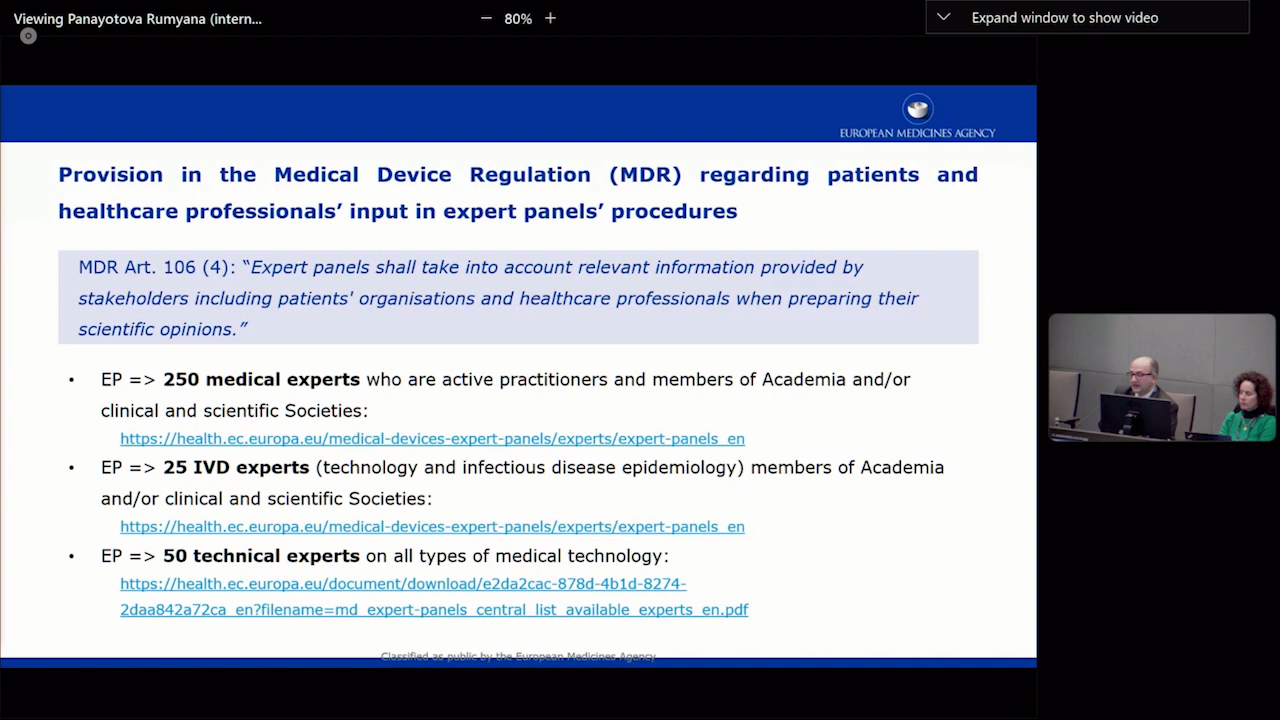 Viewing Panayotova Rumyana (intern...
80%
Expand window to show video
EUROPEAN MEDICINES AGENCY
Provision in the Medical Device Regulation (MDR) regarding patients and
healthcare professionals’ input in expert panels’ procedures
MDR Art. 106 (4): “Expert panels shall take into account relevant information provided by
stakeholders including patients' organisations and healthcare professionals when preparing their
scientific opinions.”
• EP => 250 medical experts who are active practitioners and members of Academia and/or
clinical and scientific Societies:
https://health.ec.europa.eu/medical-devices-expert-panels/experts/expert-panels_en
• EP => 25 IVD experts (technology and infectious disease epidemiology) members of Academia
and/or clinical and scientific Societies:
https://health.ec.europa.eu/medical-devices-expert-panels/experts/expert-panels_en
• EP => 50 technical experts on all types of medical technology:
https://health.ec.europa.eu/document/download/e2da2cac-878d-4b1d-8274-
2daa842a72ca_en?filename=md_expert-panels_central_list_available_experts_en.pdf
Classified as public by the European Medicines Agency